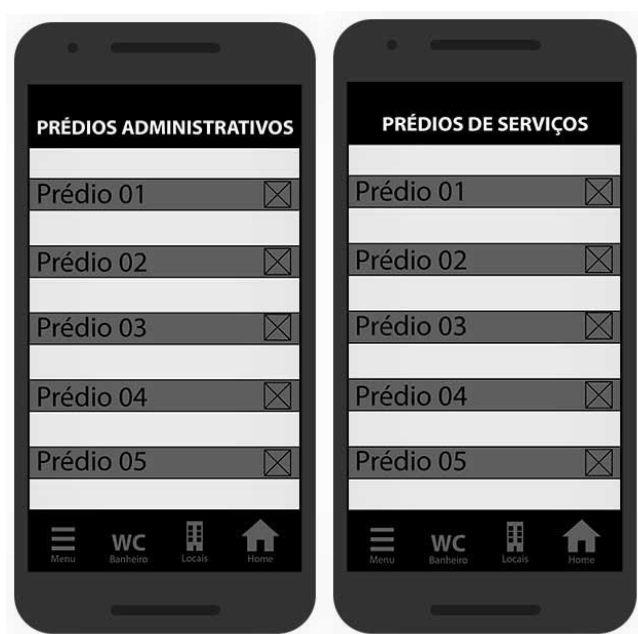 PRÉDIOS ADMINISTRATIVOS
Prédio 01
Prédio 02
Prédio 03
Prédio 04
Prédio 05
Menu
WC
Banheiro
Locais
Home
PRÉDIOS DE SERVIÇOS
Prédio 01
Prédio 02
Prédio 03
Prédio 04
Prédio 05
Menu
WC
Banheiro
Locais
Home